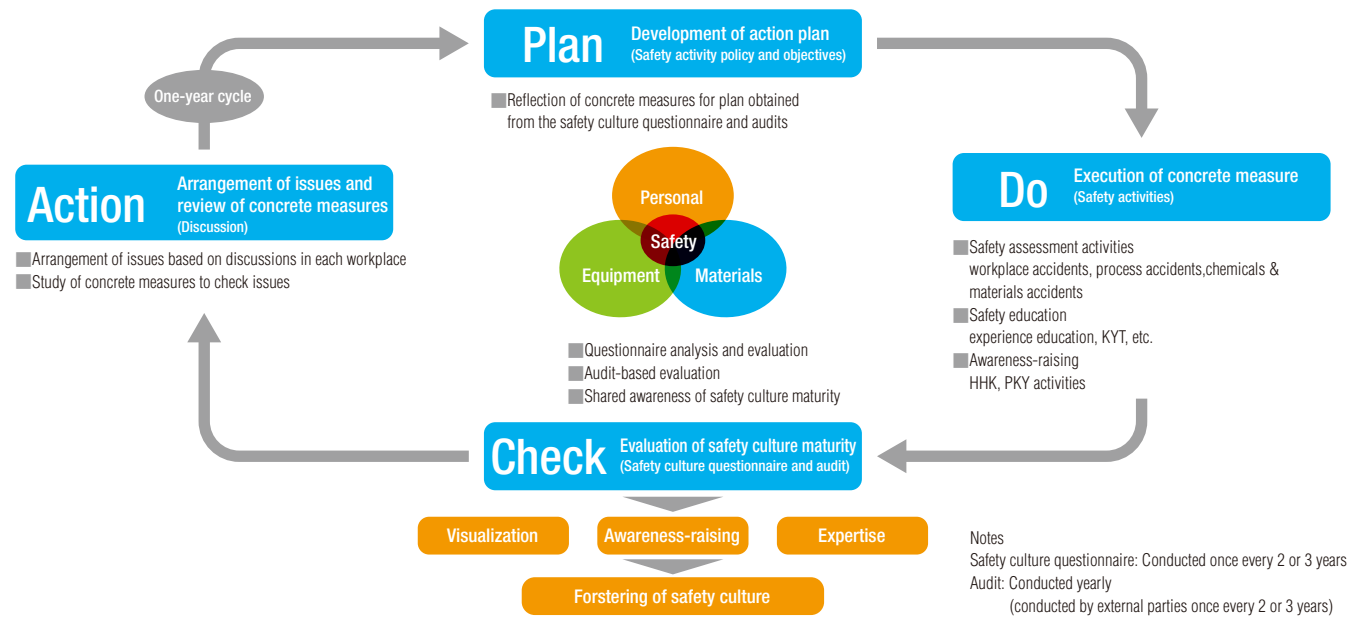 Plan
Development of action plan
(Safety activity policy and objectives)
Reflection of concrete measures for plan obtained
from the safety culture questionnaire and audits
One-year cycle
Action
Arrangement of issues and
review of concrete measures
(Discussion)
Arrangement of issues based on discussions in each workplace
Study of concrete measures to check issues
Personal
Safety
Equipment
Materials
Do
Execution of concrete measure
(Safety activities)
Safety assessment activities
workplace accidents, process accidents,chemicals &
materials accidents
Safety education
experience education, KYT, etc.
Awareness-raising
HHK, PKY activities
Questionnaire analysis and evaluation
Audit-based evaluation
Shared awareness of safety culture maturity
Check
Evaluation of safety culture maturity
(Safety culture questionnaire and audit)
Visualization
Awareness-raising
Expertise
Forstering of safety culture
Notes
Safety culture questionnaire: Conducted once every 2 or 3 years
Audit: Conducted yearly
(conducted by external parties once every 2 or 3 years)